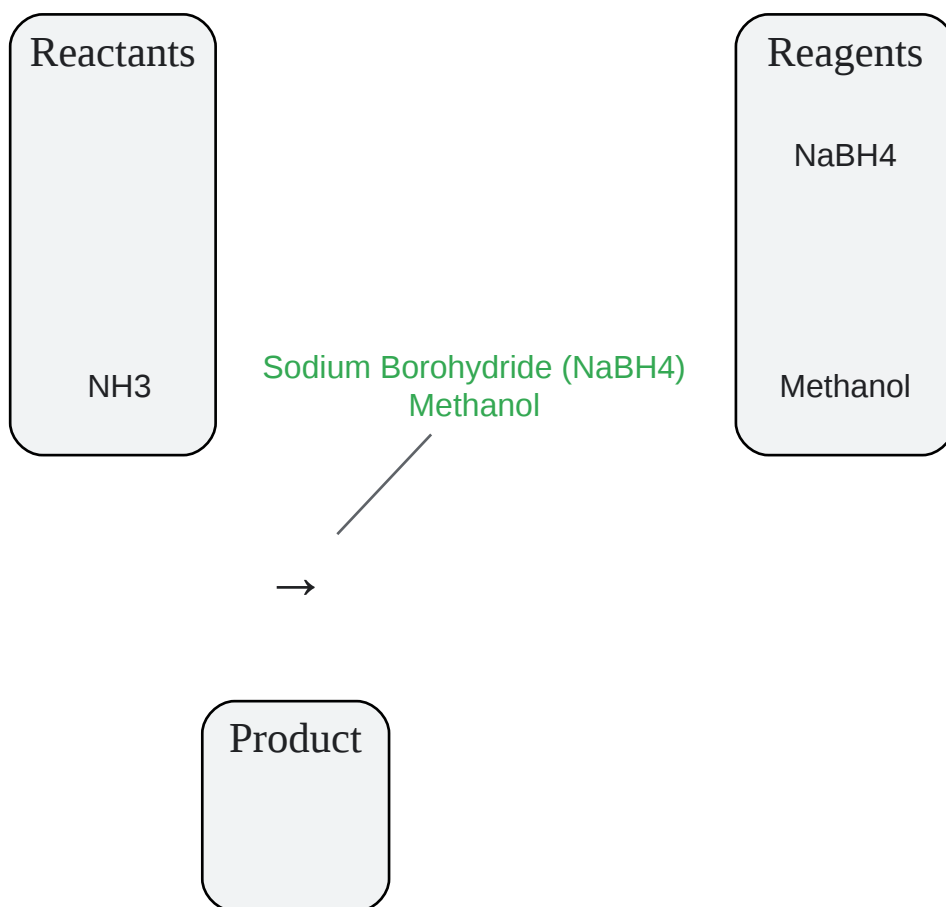 Reactants
Reagents
NaBH4
NH3
Sodium Borohydride (NaBH4)
Methanol
Methanol
→
Product